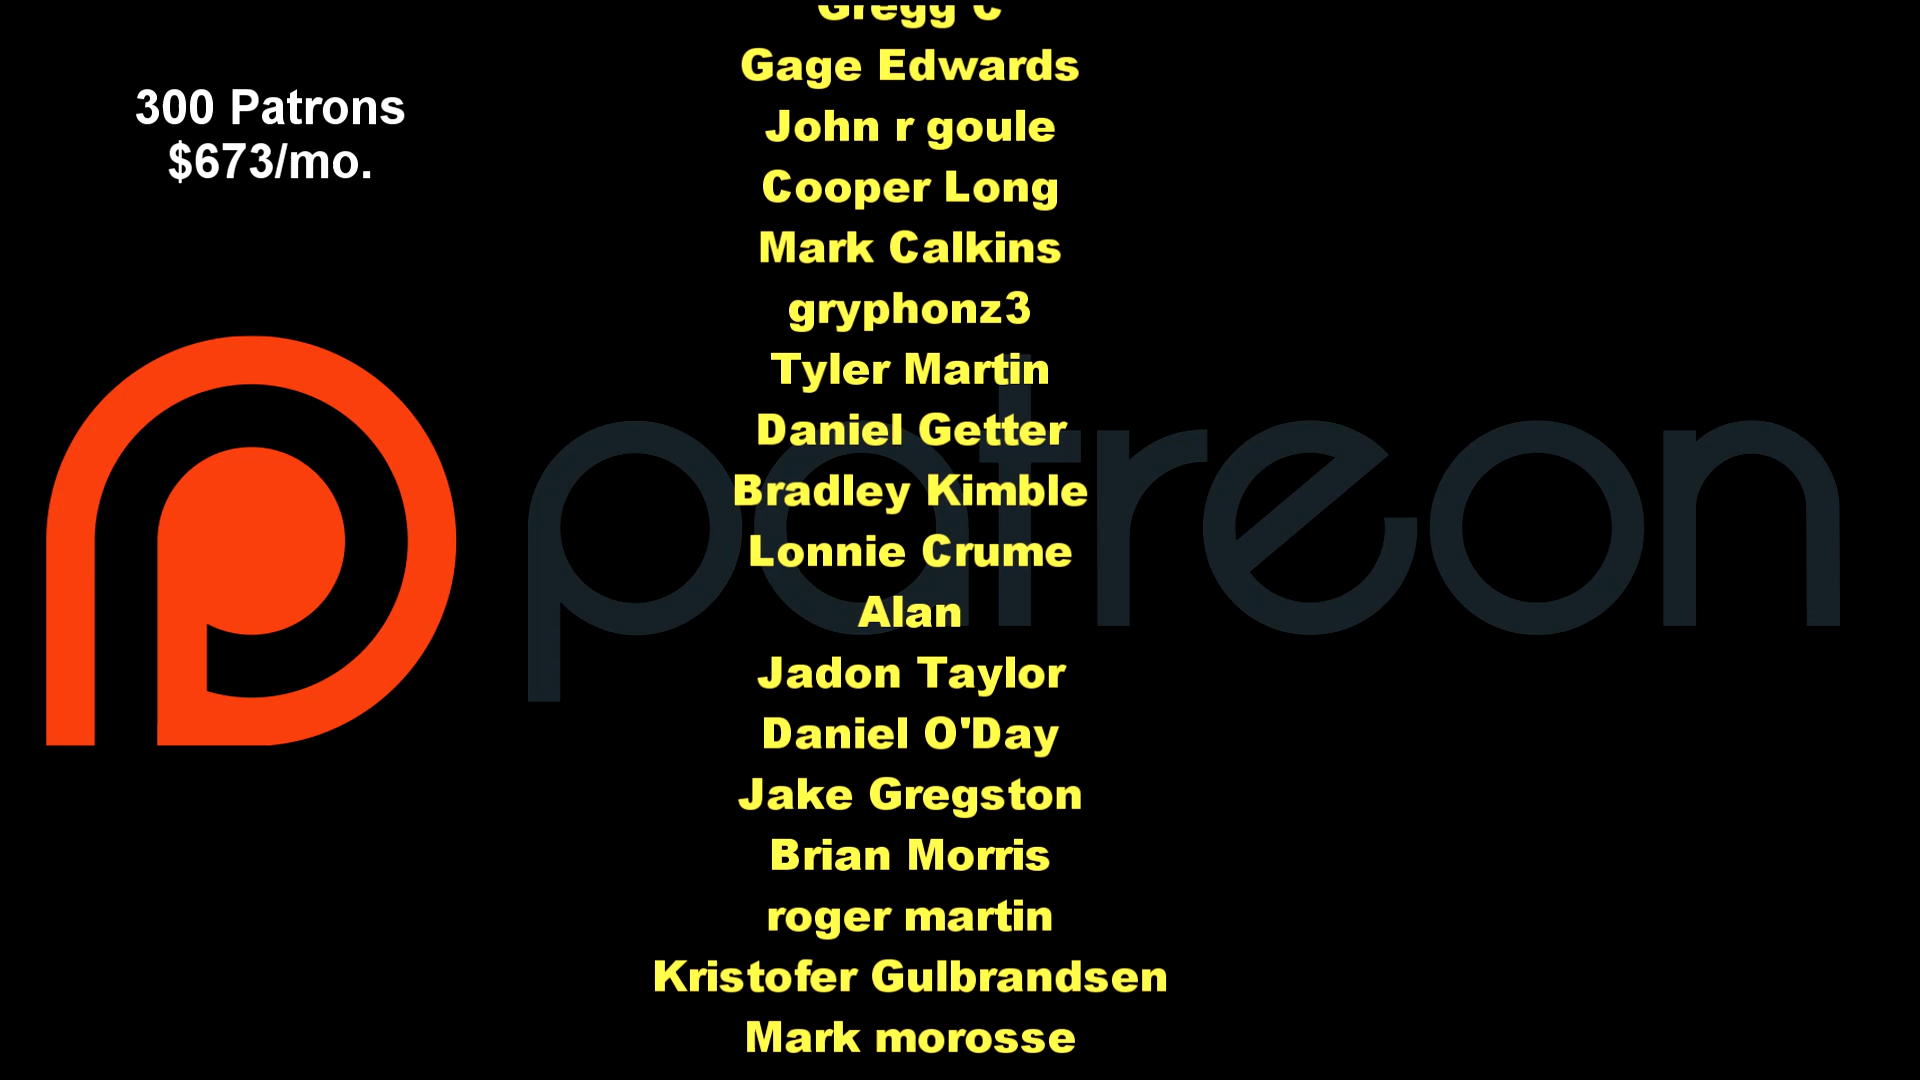 300 Patrons
$673/mo.
Gregg c
Gage Edwards
John r goule
Cooper Long
Mark Calkins
gryphonz3
Tyler Martin
Daniel Getter
Bradley Kimble
Lonnie Crume
Alan
Jadon Taylor
Daniel O'Day
Jake Gregston
Brian Morris
roger martin
Kristofer Gulbrandsen
Mark morosse
patreon